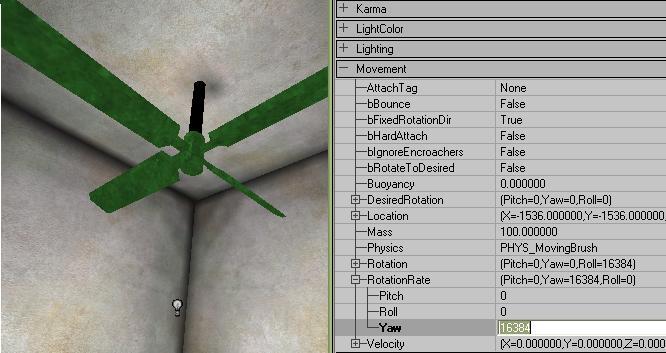 Karma
LightColor
Lighting
Movement
AttachTag None
bBounce False
bFixedRotationDir True
bHardAttach False
bIgnoreEncroachers False
bRotateToDesired False
Buoyancy 0.000000
DesiredRotation (Pitch=0,Yaw=0,Roll=0)
Location (X=-1536.000000,Y=-1536.000000,
Mass 100.000000
Physics PHYS_MovingBrush
Rotation (Pitch=0,Yaw=0,Roll=16384)
RotationRate (Pitch=0,Yaw=16384,Roll=0)
Pitch 0
Roll 0
Yaw 16384
Velocity (X=0.000000,Y=0.000000,Z=0.000